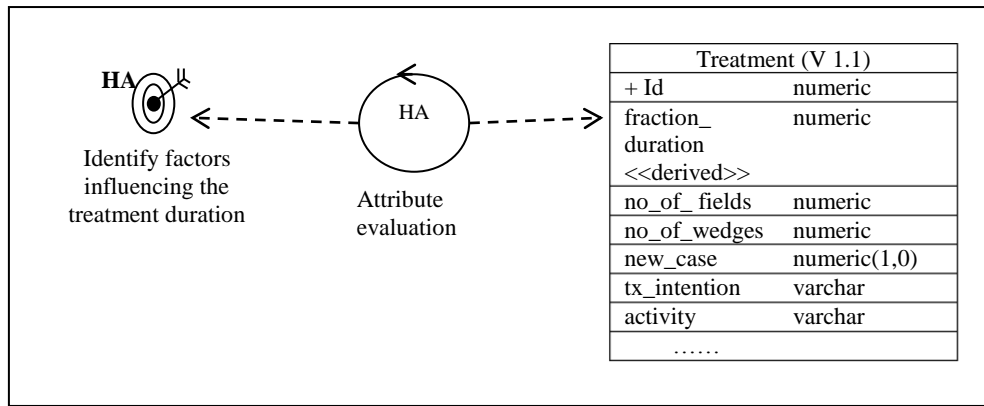 HA
Identify factors
influencing the
treatment duration
HA
Attribute
evaluation
Treatment (V 1.1)
+ Id numeric
fraction_ numeric
duration
<<derived>>
no_of_ fields numeric
no_of_wedges numeric
new_case numeric(1,0)
tx_intention varchar
activity varchar
……